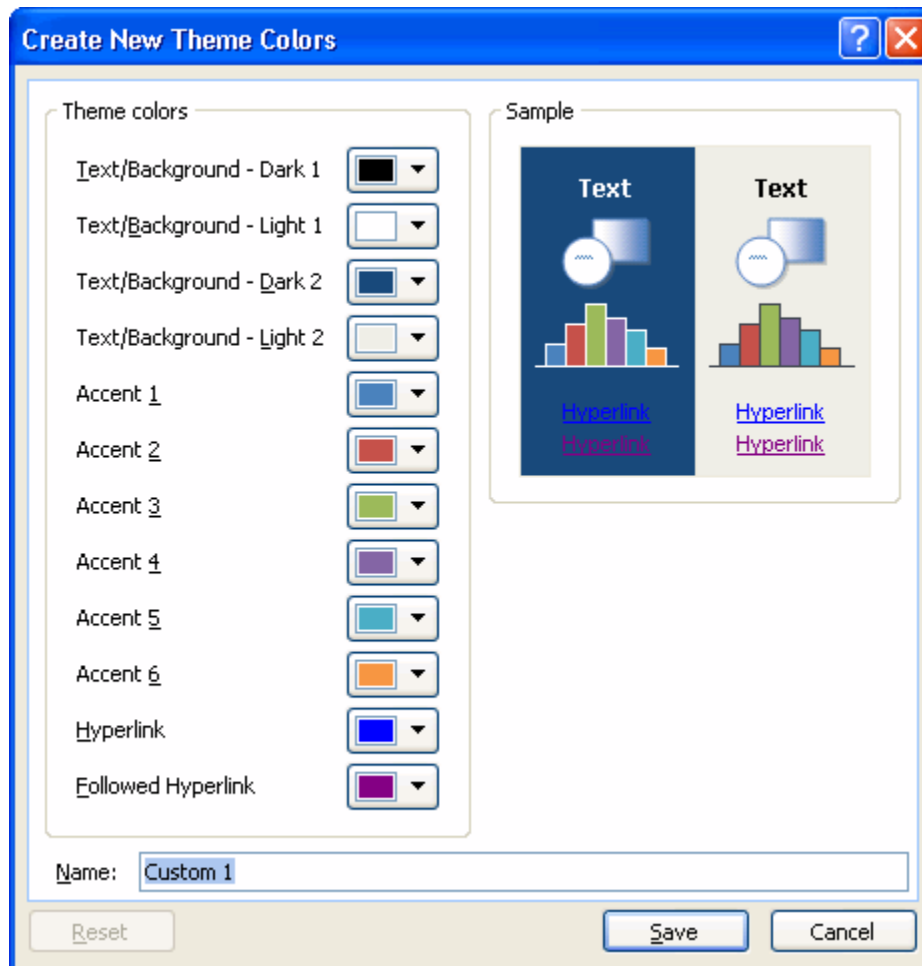 Create New Theme Colors
Theme colors
Text/Background - Dark 1
Text/Background - Light 1
Text/Background - Dark 2
Text/Background - Light 2
Accent 1
Accent 2
Accent 3
Accent 4
Accent 5
Accent 6
Hyperlink
Followed Hyperlink
Sample
Text Text
Hyperlink Hyperlink
Hyperlink Hyperlink
Name: Custom 1
Reset Save Cancel